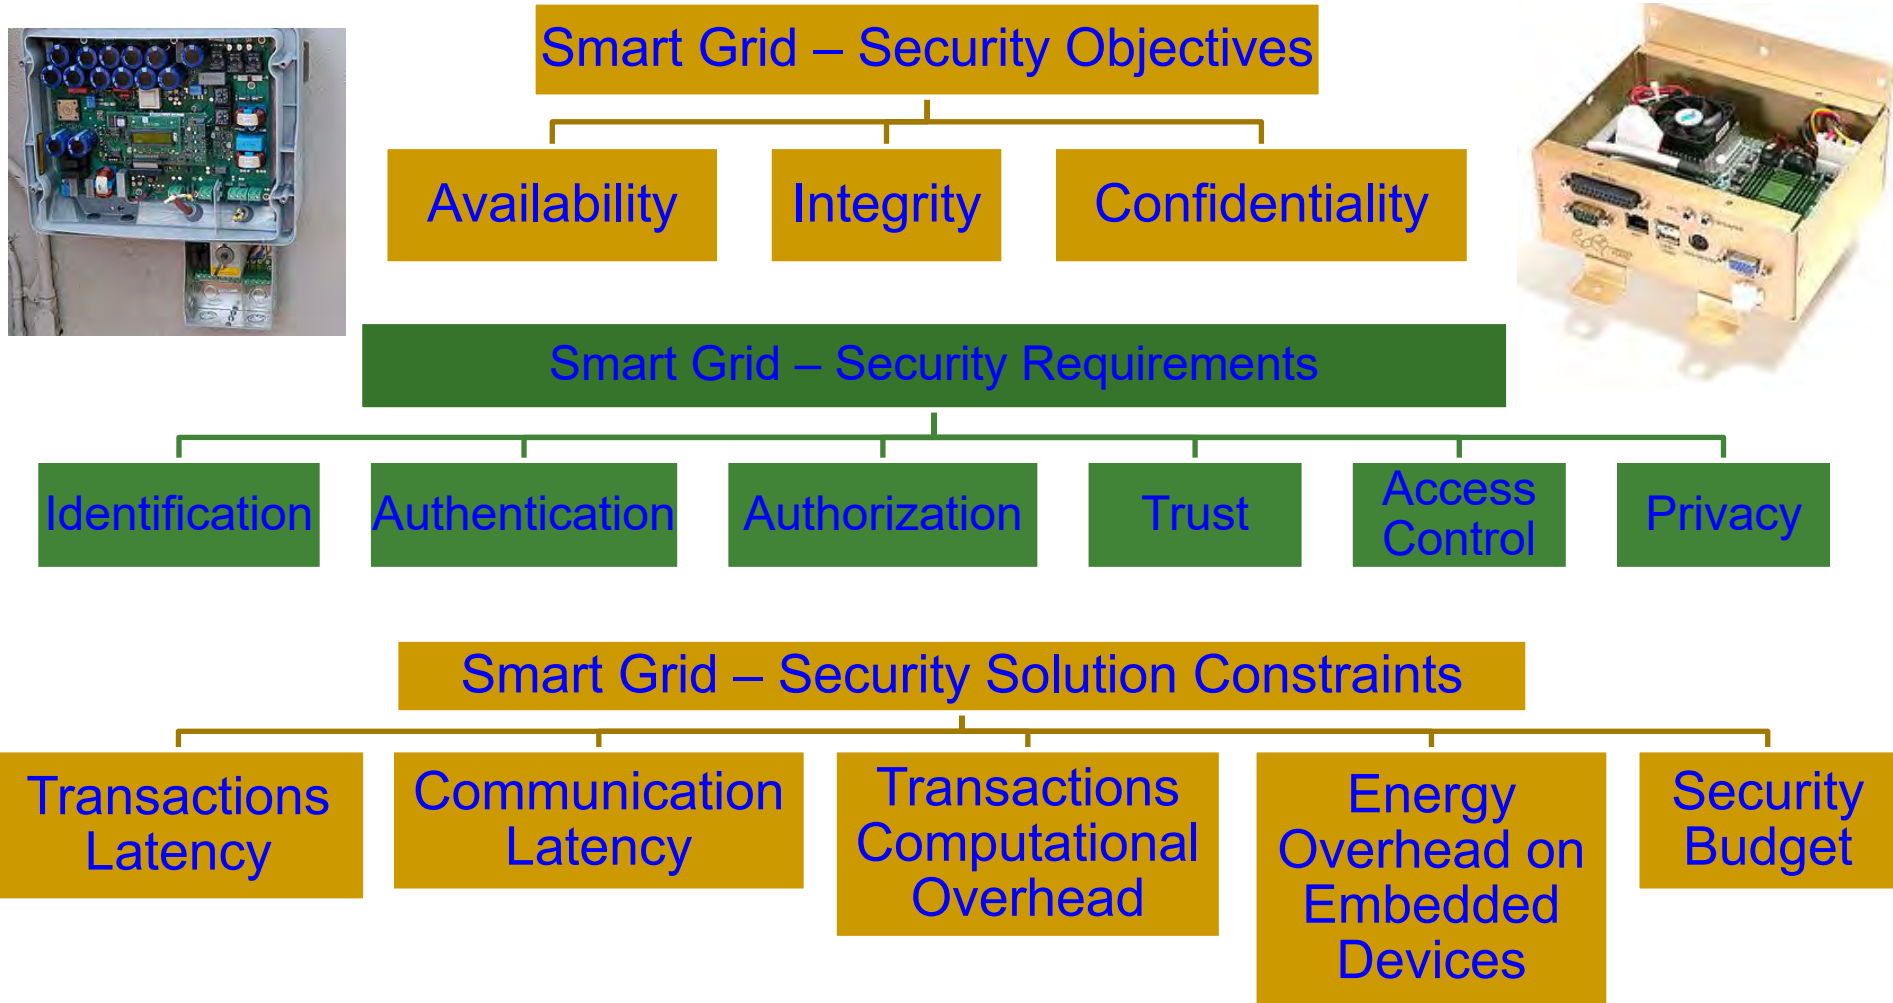 Smart Grid – Security Objectives
Availability
Integrity
Confidentiality
Smart Grid – Security Requirements
Identification
Authentication
Authorization
Trust
Access
Control
Privacy
Smart Grid – Security Solution Constraints
Transactions
Latency
Communication
Latency
Transactions
Computational
Overhead
Energy
Overhead on
Embedded
Devices
Security
Budget